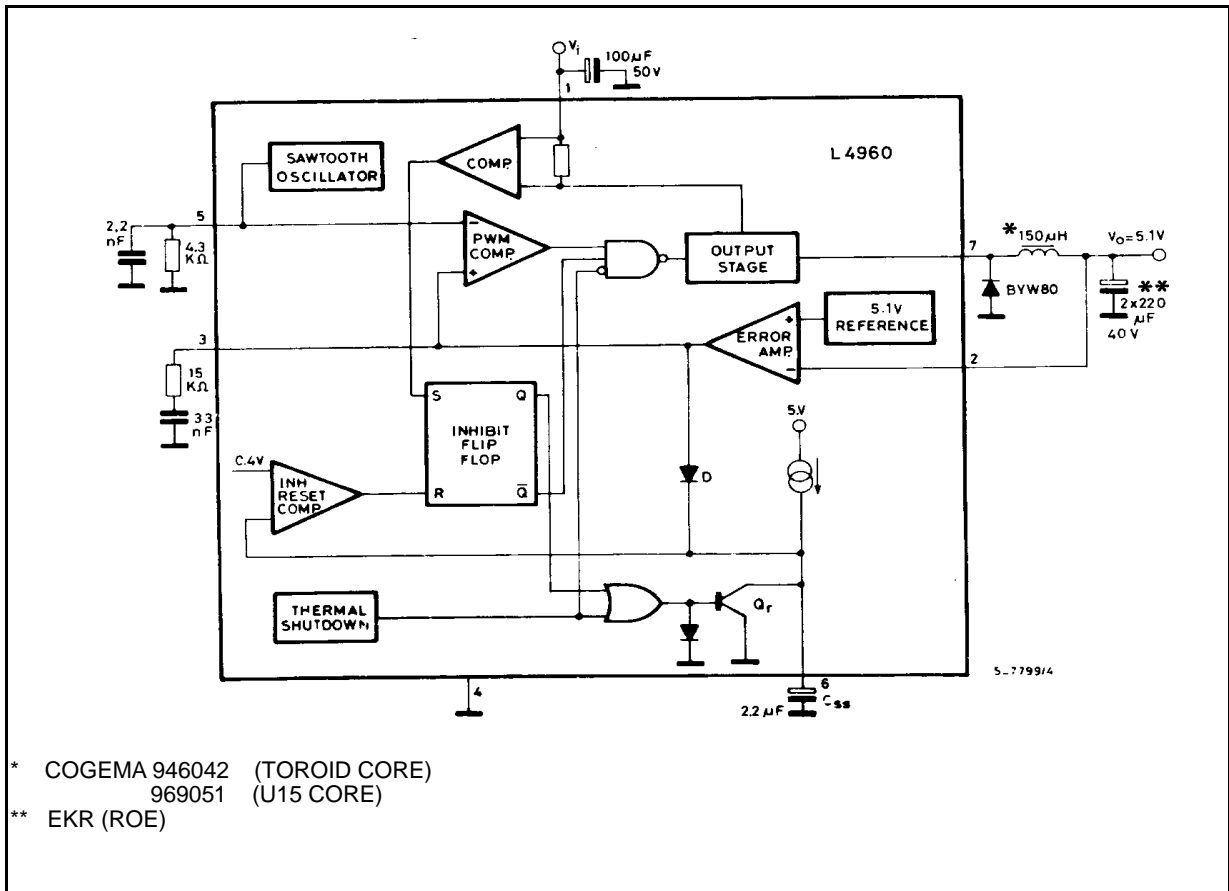 Vi
100µF
50V
1
L4960
SAWTOOTH
OSCILLATOR
COMP.
5
2,2
nF
4.3
KΩ
−
PWM
COMP.
+
OUTPUT
STAGE
7
*
150µH
Vo=5.1V
BYW80
**
2x220
µF
40V
5.1V
REFERENCE
+
ERROR
AMP.
−
2
3
15
KΩ
33
nF
S
Q
INHIBIT
FLIP
FLOP
R
Q̅
5.V
D
C.4V
INH
RESET
COMP.
THERMAL
SHUTDOWN
Qr
S_7799/4
4
6
Css
2,2µF
* COGEMA 946042 (TOROID CORE)
969051 (U15 CORE)
** EKR (ROE)